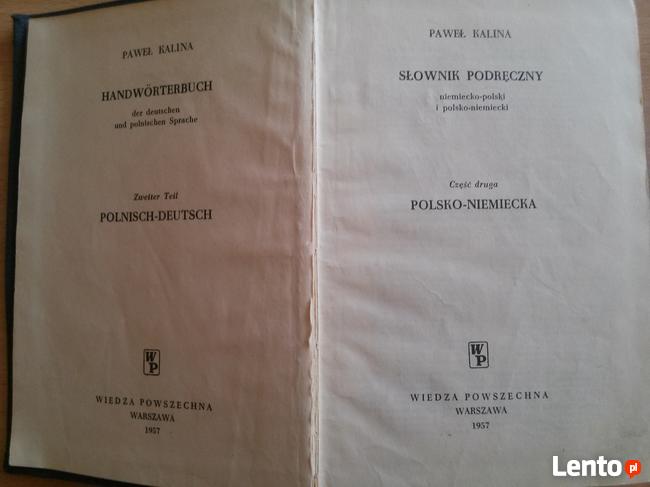 PAWEŁ KALINA
HANDWÖRTERBUCH
der deutschen
und polnischen Sprache
Zweiter Teil
POLNISCH-DEUTSCH
WP
WIEDZA POWSZECHNA
WARSZAWA
1957
PAWEŁ KALINA
SŁOWNIK PODRĘCZNY
niemiecko-polski
i polsko-niemiecki
Część druga
POLSKO-NIEMIECKA
WP
WIEDZA POWSZECHNA
WARSZAWA
1957
Lento.pl